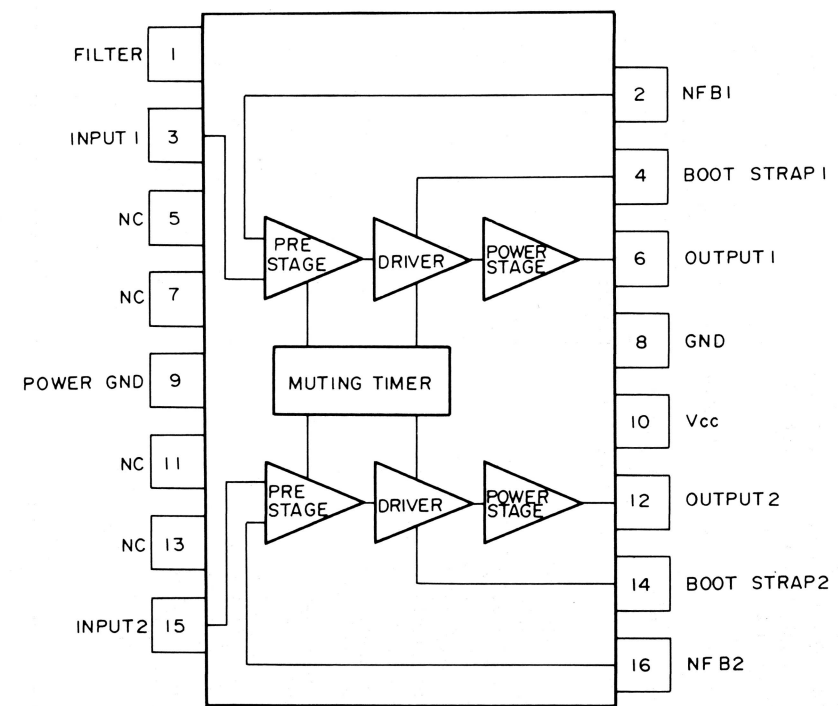 FILTER 1
2 NFB1
INPUT 1 3
4 BOOT STRAP 1
NC 5
PRE
STAGE
DRIVER
POWER
STAGE
6 OUTPUT 1
NC 7
8 GND
POWER GND 9
MUTING TIMER
10 Vcc
NC 11
PRE
STAGE
DRIVER
POWER
STAGE
12 OUTPUT 2
NC 13
14 BOOT STRAP2
INPUT2 15
16 NFB2